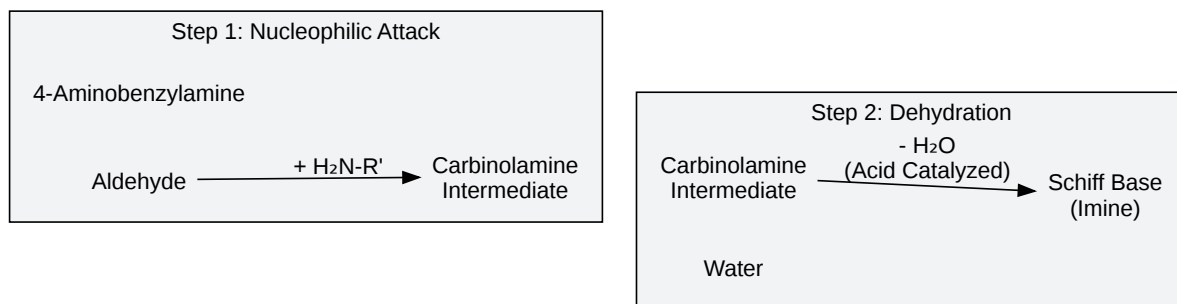 Step 1: Nucleophilic Attack
4-Aminobenzylamine
Aldehyde
+ H₂N-R'
Carbinolamine
Intermediate
Step 2: Dehydration
- H₂O
(Acid Catalyzed)
Carbinolamine
Intermediate
Schiff Base
(Imine)
Water